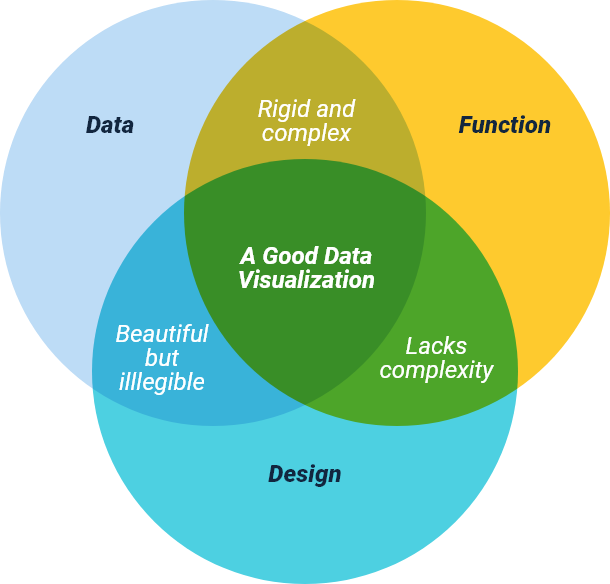 Rigid and
complex
Data
Function
A Good Data
Visualization
Beautiful
but
illlegible
Lacks
complexity
Design